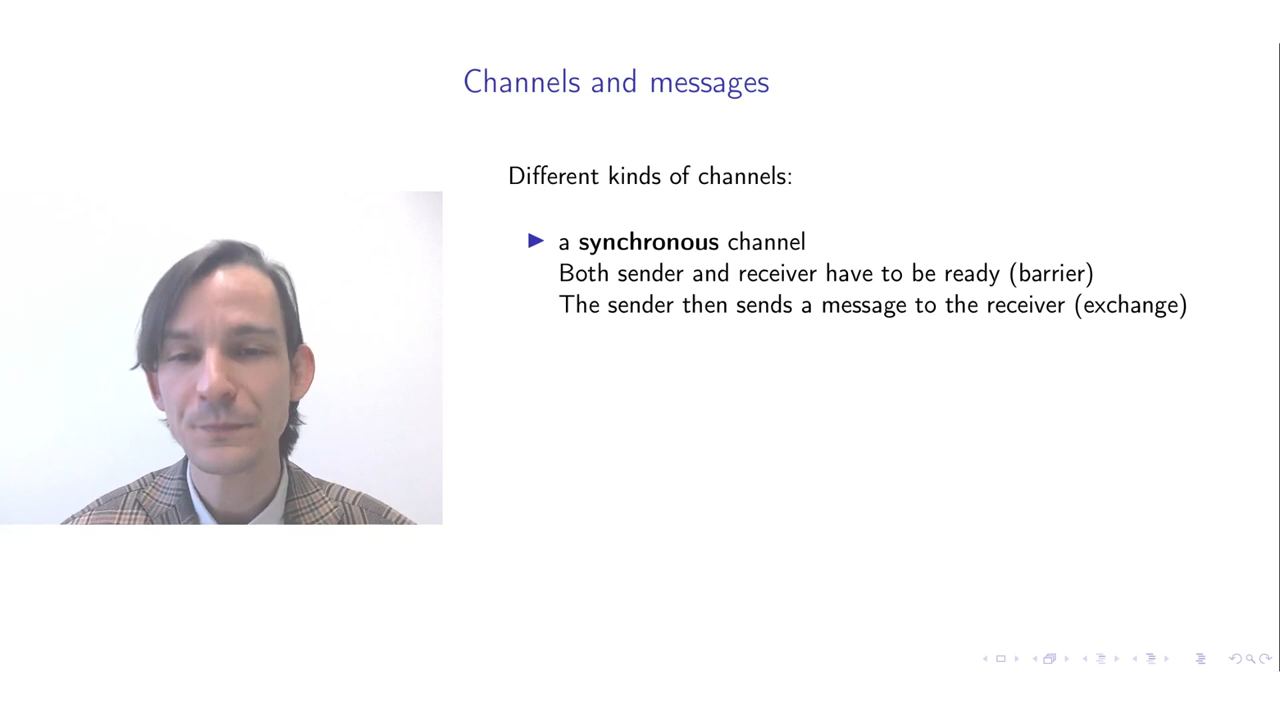 Channels and messages
Different kinds of channels:
a synchronous channel
Both sender and receiver have to be ready (barrier)
The sender then sends a message to the receiver (exchange)